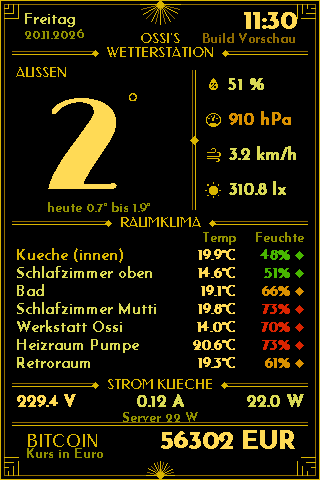 Freitag
11:30
20.11.2026
Build Vorschau
OSSI'S
WETTERSTATION
AUSSEN
2°
51 %
910 hPa
3.2 km/h
310.8 lx
heute 0.7° bis 1.9°
RAUMKLIMA
Temp Feuchte
Kueche (innen) 19.9°C 48%
Schlafzimmer oben 14.6°C 51%
Bad 19.1°C 66%
Schlafzimmer Mutti 19.8°C 73%
Werkstatt Ossi 14.0°C 70%
Heizraum Pumpe 20.6°C 73%
Retroraum 19.3°C 61%
STROM KUECHE
229.4 V 0.12 A 22.0 W
Server 22 W
BITCOIN 56302 EUR
Kurs in Euro